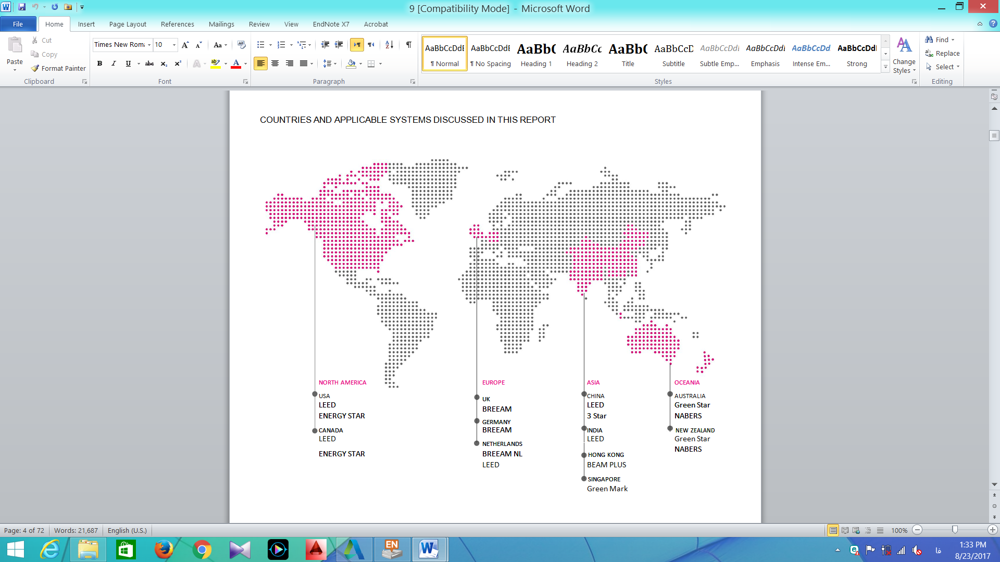 9 [Compatibility Mode] - Microsoft Word
File Home Insert Page Layout References Mailings Review View EndNote X7 Acrobat
Paste
Cut
Copy
Format Painter
Clipboard
Times New Roma 10
Font
Paragraph
AaBbCcDdE AaBbCcDdE AaBbC AaBbCc AaBbC AaBbCcD AaBbCcDdI AaBbCcDdI AaBbCcDd AaBbCcDdI
¶ Normal ¶ No Spacing Heading 1 Heading 2 Title Subtitle Subtle Emp... Emphasis Intense Em... Strong
Styles
Change Styles
Find
Replace
Select
Editing
COUNTRIES AND APPLICABLE SYSTEMS DISCUSSED IN THIS REPORT
NORTH AMERICA
USA
LEED
ENERGY STAR
CANADA
LEED
ENERGY STAR
EUROPE
UK
BREEAM
GERMANY
BREEAM
NETHERLANDS
BREEAM NL
LEED
ASIA
CHINA
LEED
3 Star
INDIA
LEED
HONG KONG
BEAM PLUS
SINGAPORE
Green Mark
OCEANIA
AUSTRALIA
Green Star
NABERS
NEW ZEALAND
Green Star
NABERS
Page: 4 of 72 Words: 21,687 English (U.S.)
100%
EN
فا
1:33 PM
8/23/2017